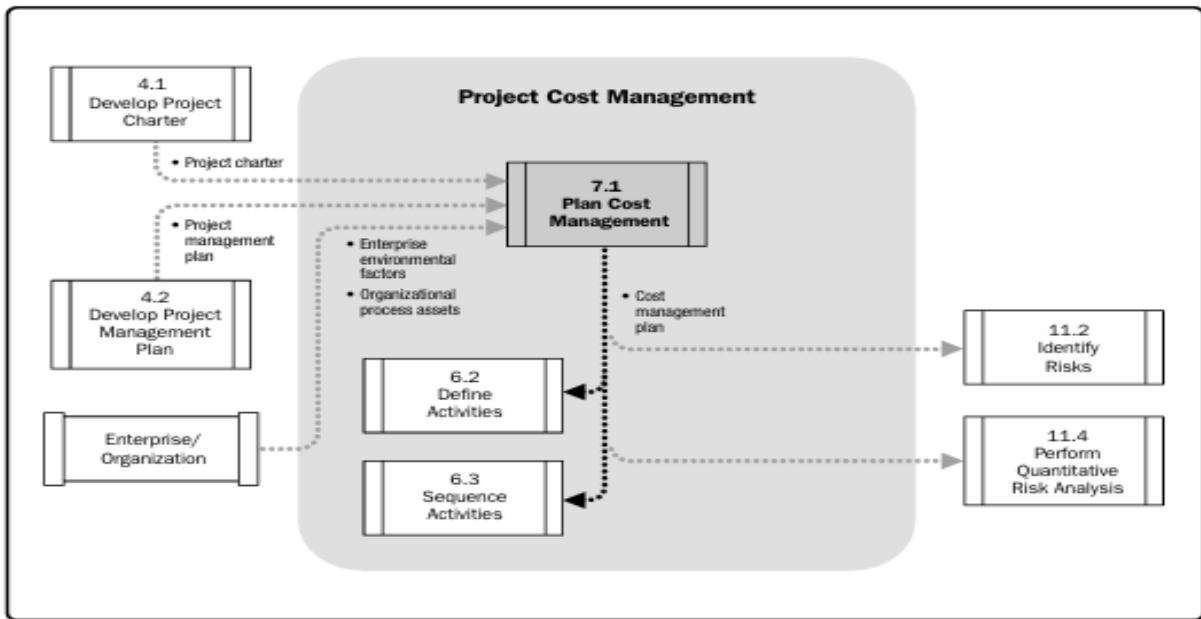 Project Cost Management
4.1
Develop Project
Charter
• Project charter
7.1
Plan Cost
Management
• Project
management
plan
• Enterprise
environmental
factors
• Organizational
process assets
4.2
Develop Project
Management
Plan
• Cost
management
plan
11.2
Identify
Risks
6.2
Define
Activities
Enterprise/
Organization
11.4
Perform
Quantitative
Risk Analysis
6.3
Sequence
Activities